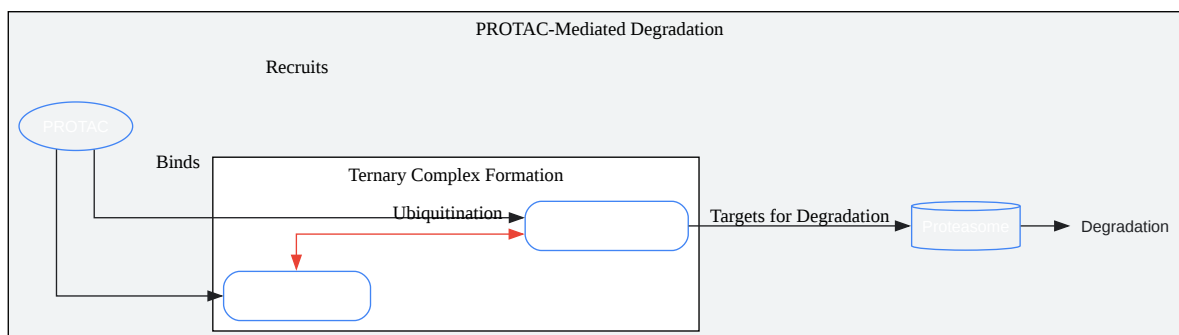 PROTAC-Mediated Degradation
Recruits
PROTAC
Binds
Ternary Complex Formation
Ubiquitination
Targets for Degradation
Proteasome
Degradation